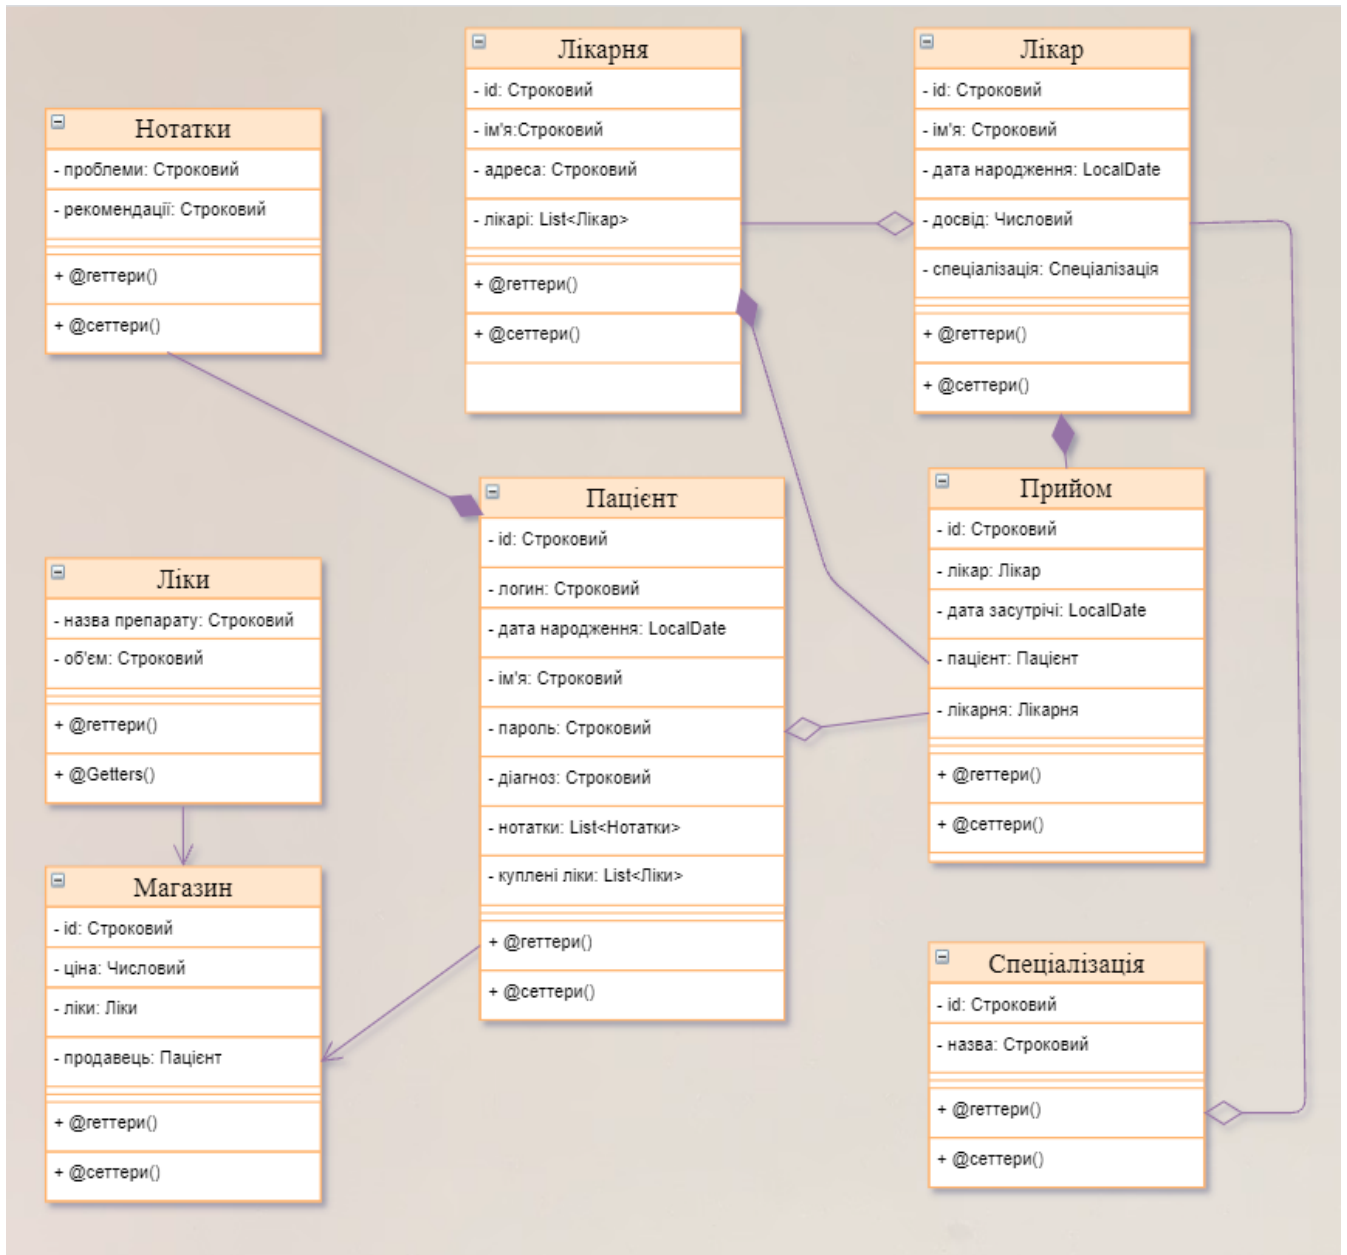 Нотатки
- проблеми: Строковий
- рекомендації: Строковий
+ @геттери()
+ @сеттери()
Лікарня
- id: Строковий
- ім'я:Строковий
- адреса: Строковий
- лікарі: List<Лікар>
+ @геттери()
+ @сеттери()
Лікар
- id: Строковий
- ім'я: Строковий
- дата народження: LocalDate
- досвід: Числовий
- спеціалізація: Спеціалізація
+ @геттери()
+ @сеттери()
Ліки
- назва препарату: Строковий
- об'єм: Строковий
+ @геттери()
+ @Getters()
Пацієнт
- id: Строковий
- логин: Строковий
- дата народження: LocalDate
- ім'я: Строковий
- пароль: Строковий
- діагноз: Строковий
- нотатки: List<Нотатки>
- куплені ліки: List<Ліки>
+ @геттери()
+ @сеттери()
Прийом
- id: Строковий
- лікар: Лікар
- дата засутрічі: LocalDate
- пацієнт: Пацієнт
- лікарня: Лікарня
+ @геттери()
+ @сеттери()
Магазин
- id: Строковий
- ціна: Числовий
- ліки: Ліки
- продавець: Пацієнт
+ @геттери()
+ @сеттери()
Спеціалізація
- id: Строковий
- назва: Строковий
+ @геттери()
+ @сеттери()